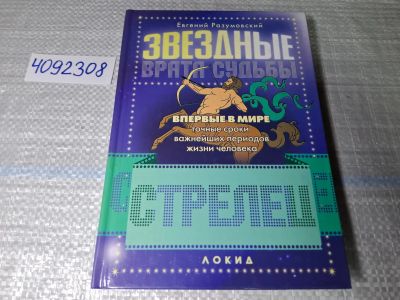 4092308
Евгений Разумовский
ЗВЕЗДНЫЕ
ВРАТА СУДЬБЫ
ВПЕРВЫЕ В МИРЕ
точные сроки
важнейших периодов
жизни человека
СТРЕЛЕЦ
ЛОКИД